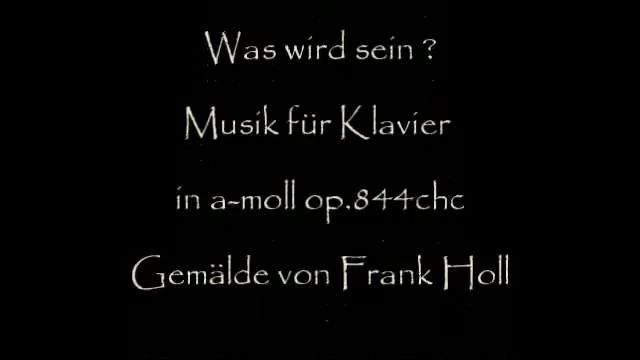 Was wird sein ?
Musik für Klavier
in a-moll op.844chc
Gemälde von Frank Holl